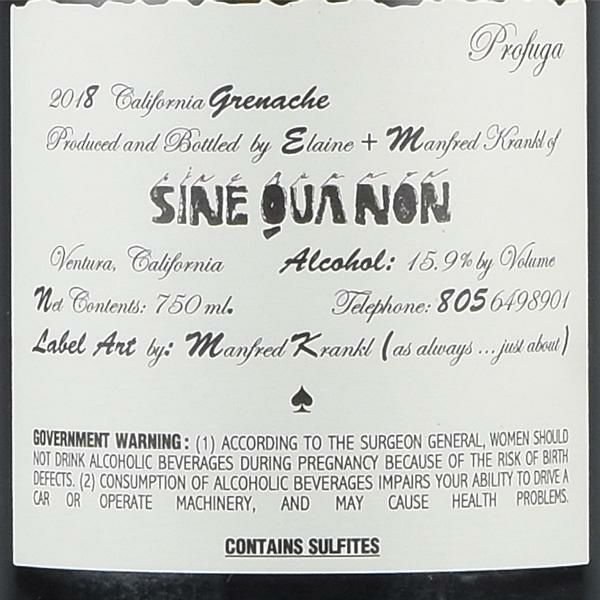 Profuga
2018 California Grenache
Produced and Bottled by Elaine + Manfred Krankl of
SINE QUA NON
Ventura, California Alcohol: 15.9% by Volume
Net Contents: 750 ml. Telephone: 805 6498901
Label Art by: Manfred Krankl (as always ... just about)
GOVERNMENT WARNING: (1) ACCORDING TO THE SURGEON GENERAL, WOMEN SHOULD
NOT DRINK ALCOHOLIC BEVERAGES DURING PREGNANCY BECAUSE OF THE RISK OF BIRTH
DEFECTS. (2) CONSUMPTION OF ALCOHOLIC BEVERAGES IMPAIRS YOUR ABILITY TO DRIVE A
CAR OR OPERATE MACHINERY, AND MAY CAUSE HEALTH PROBLEMS.
CONTAINS SULFITES